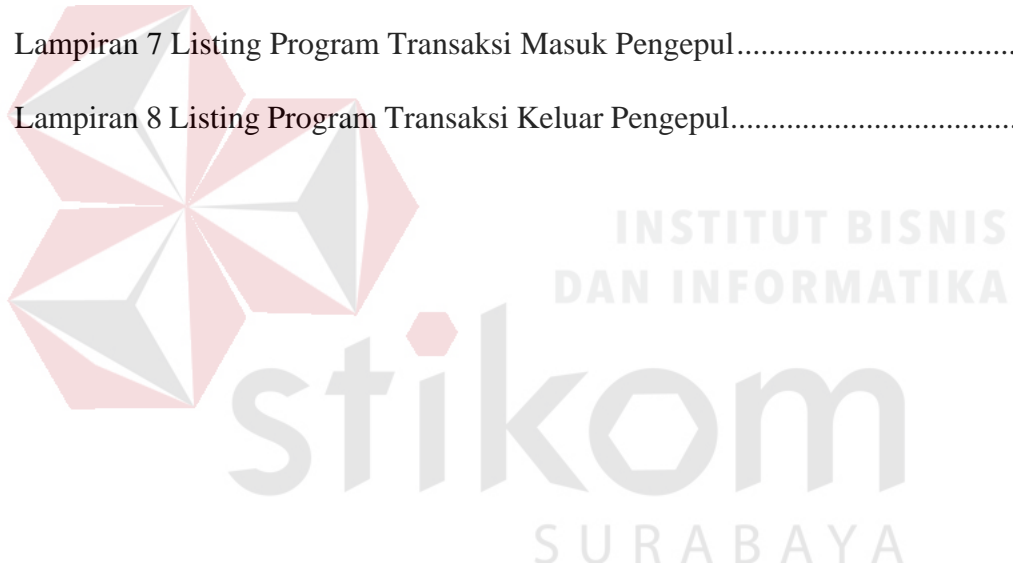 Lampiran 7 Listing Program Transaksi Masuk Pengepul..................................
Lampiran 8 Listing Program Transaksi Keluar Pengepul...................................
INSTITUT BISNIS
DAN INFORMATIKA
stikom
SURABAYA